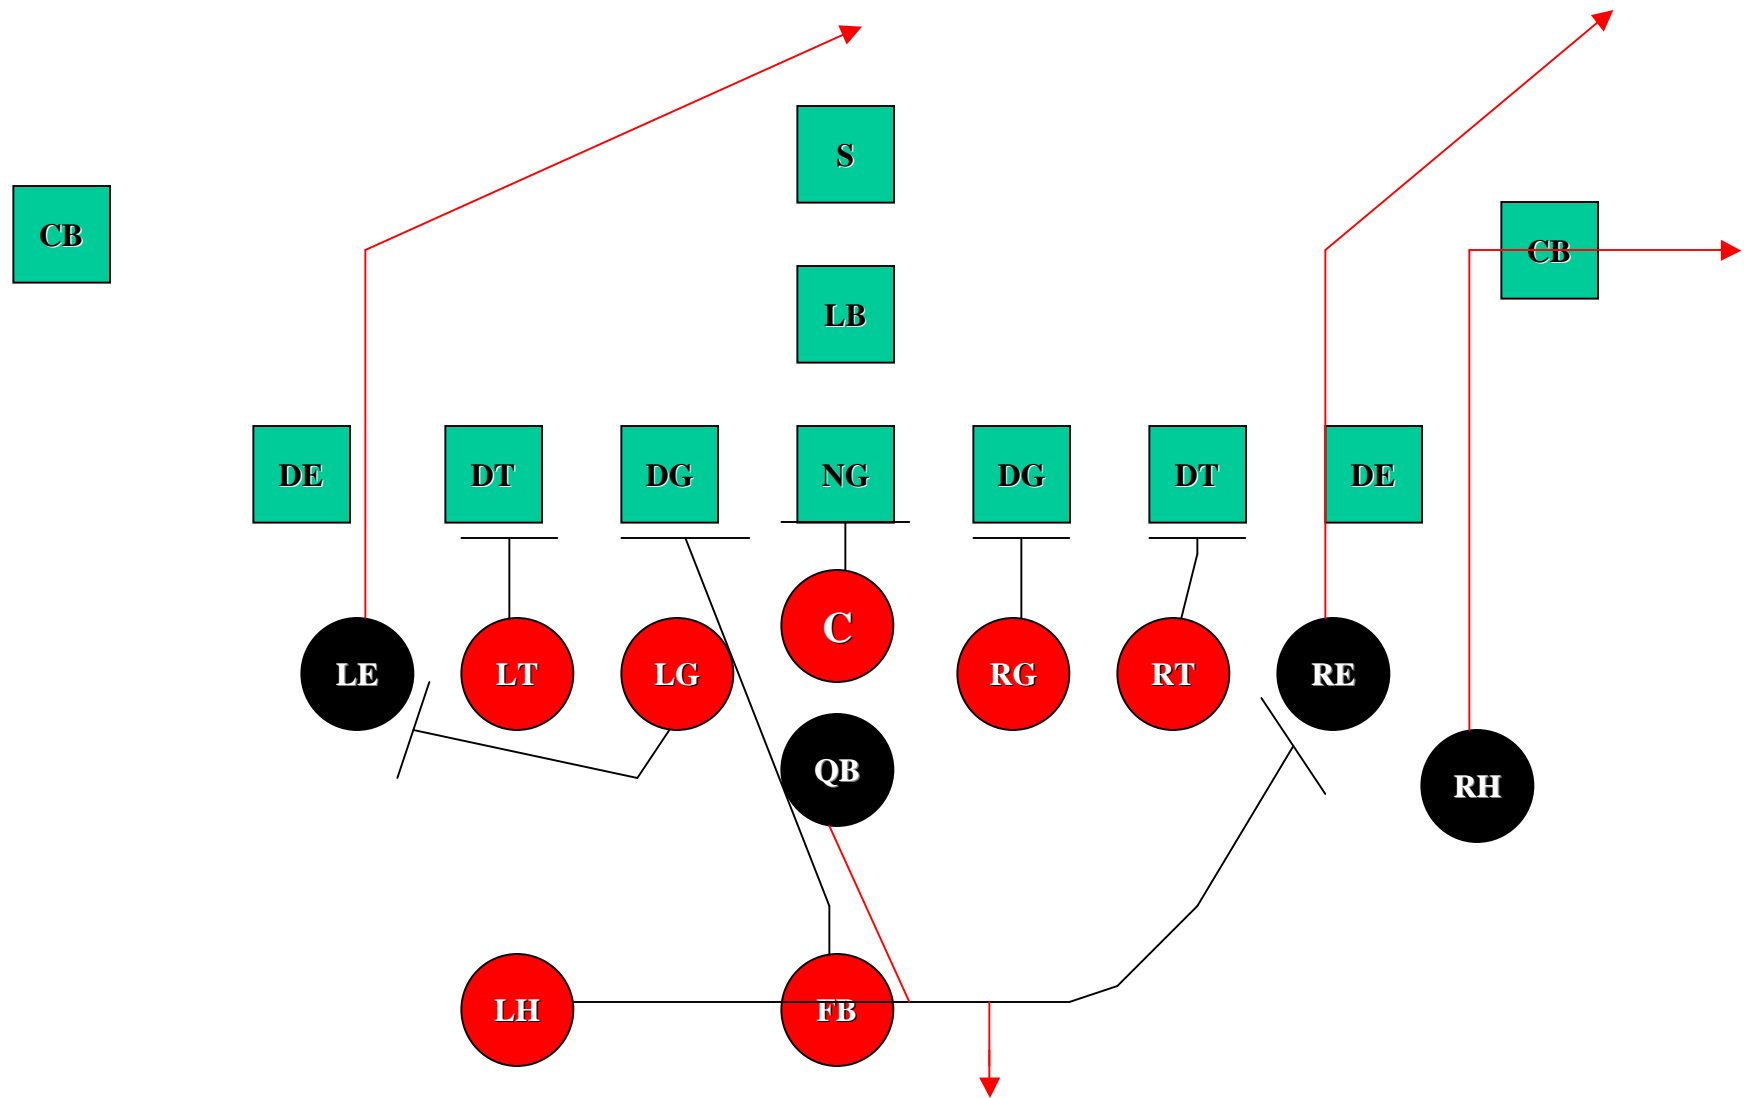 S
CB
CB
LB
DE
DT
DG
NG
DG
DT
DE
C
LE
LT
LG
RG
RT
RE
QB
RH
LH
FB